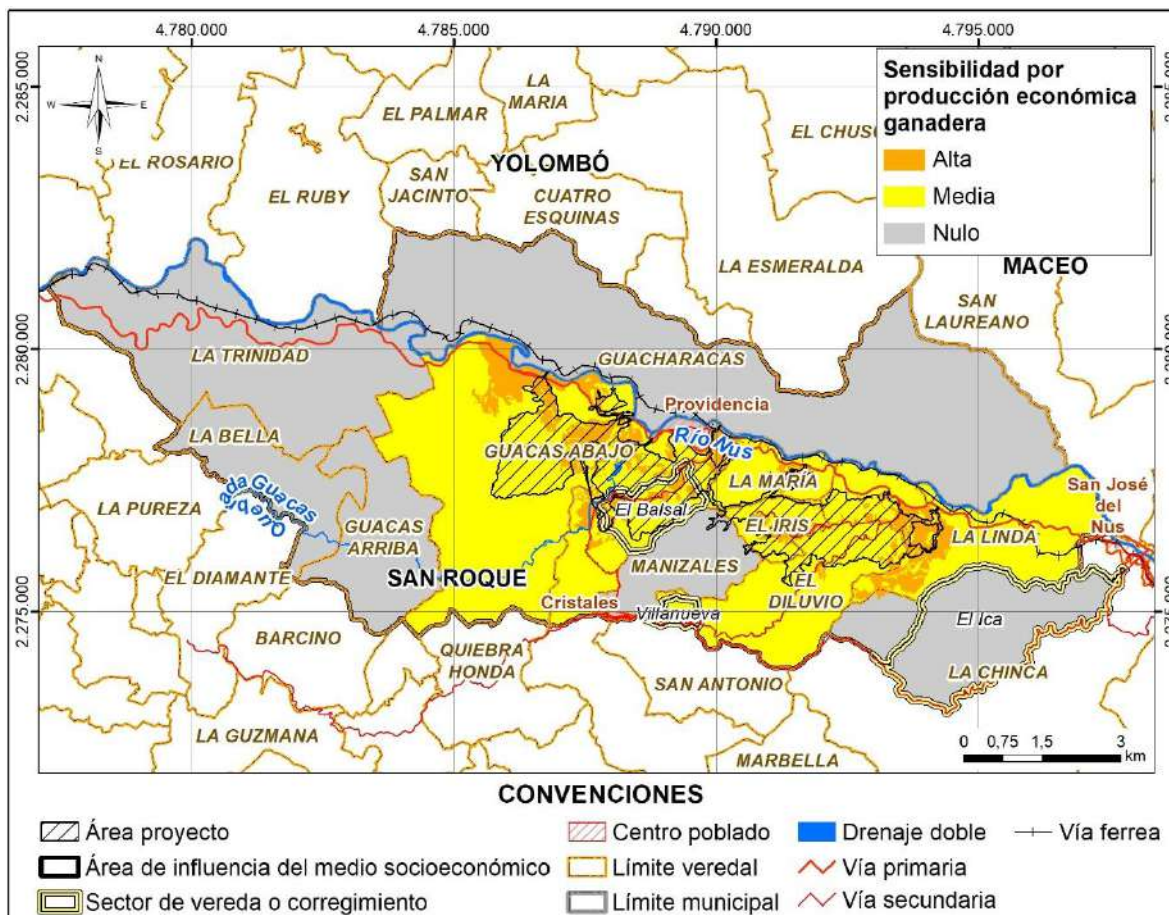 4.780.000
4.785.000
4.790.000
4.795.000
2.285.000
2.280.000
2.275.000
N
W
E
S
Sensibilidad por
producción económica
ganadera
Alta
Media
Nulo
LA
MARIA
EL PALMAR
EL ROSARIO
EL RUBY
SAN
JACINTO
YOLOMBÓ
CUATRO
ESQUINAS
LA ESMERALDA
MACEO
SAN
LAUREANO
LA TRINIDAD
GUACHARACAS
Providencia
Río Nus
LA BELLA
GUACAS ABAJO
LA MARÍA
San José
del
Nus
LA PUREZA
Quebrada Guacas
GUACAS
ARRIBA
El Balsal
EL IRIS
LA LINDA
EL DIAMANTE
SAN ROQUE
MANIZALES
EL
DILUVIO
Cristales
Villanueva
El Ica
BARCINO
QUIEBRA
HONDA
SAN ANTONIO
LA CHINCA
LA GUZMANA
MARBELLA
0 0,75 1,5 3
km
CONVENCIONES
Área proyecto
Área de influencia del medio socioeconómico
Sector de vereda o corregimiento
Centro poblado
Límite veredal
Límite municipal
Drenaje doble
Vía primaria
Vía secundaria
Vía ferrea